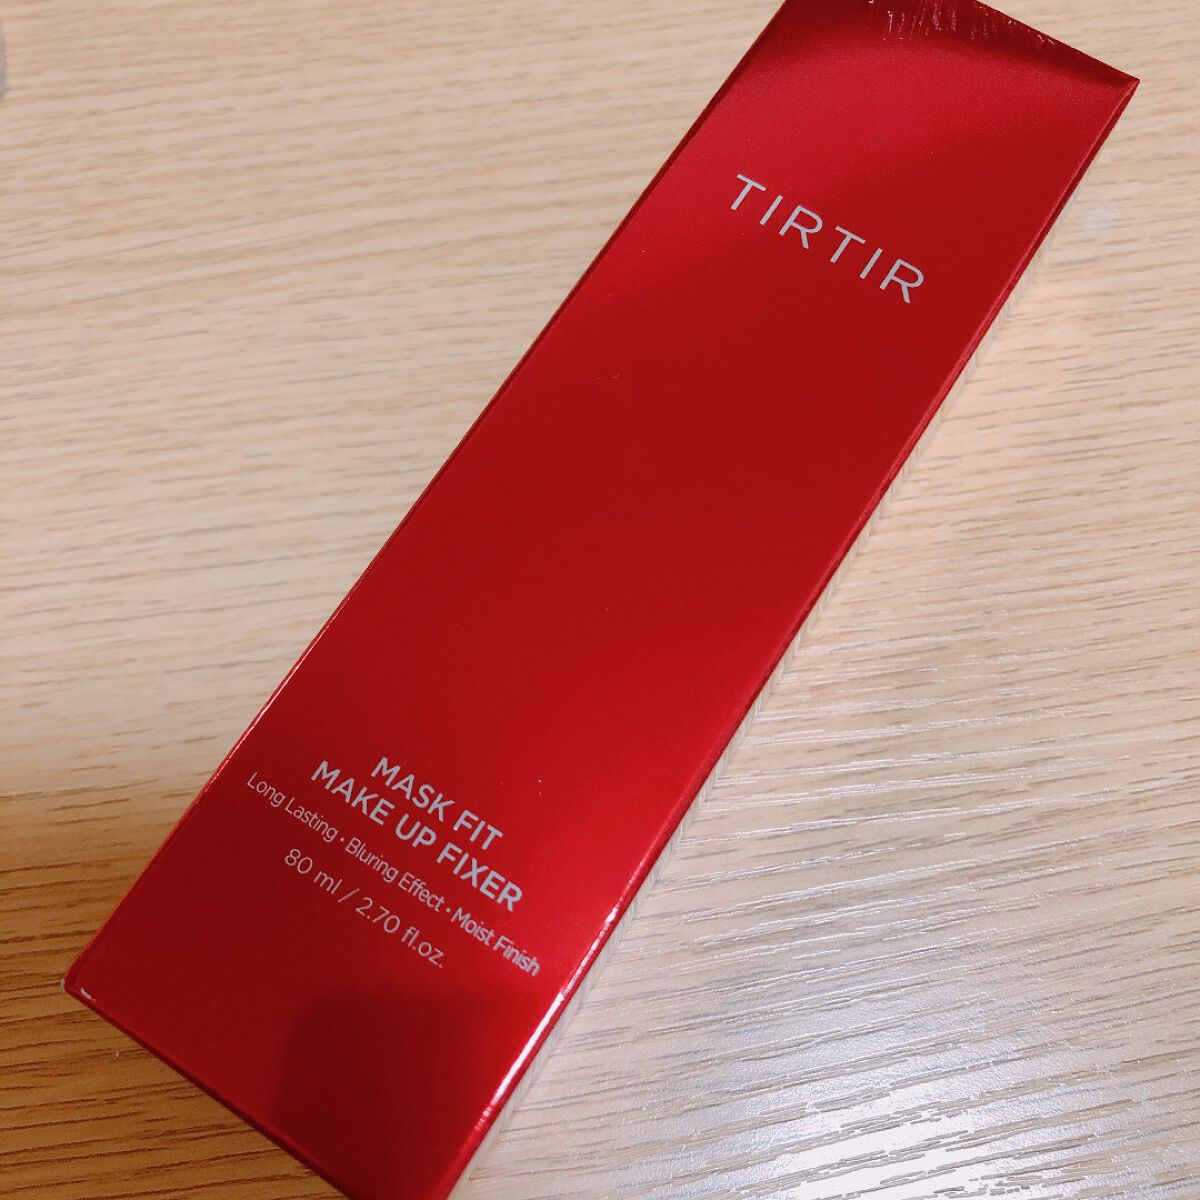 TIRTIR
MASK FIT
MAKE UP FIXER
Long Lasting · Bluring Effect · Moist Finish
80 ml / 2.70 fl.oz.